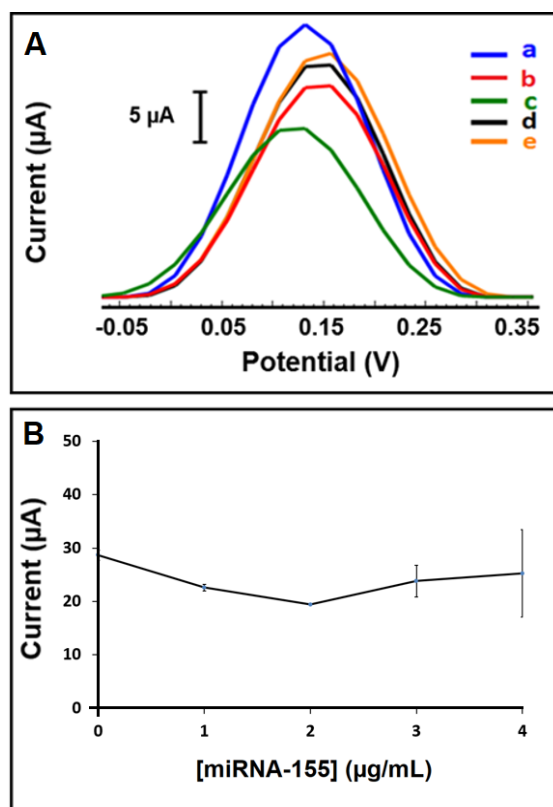 A
a
b
c
d
e
5 µA
Current (µA)
-0.05 0.05 0.15 0.25 0.35
Potential (V)
B
50
40
30
20
10
0
Current (µA)
0 1 2 3 4
[miRNA-155] (µg/mL)